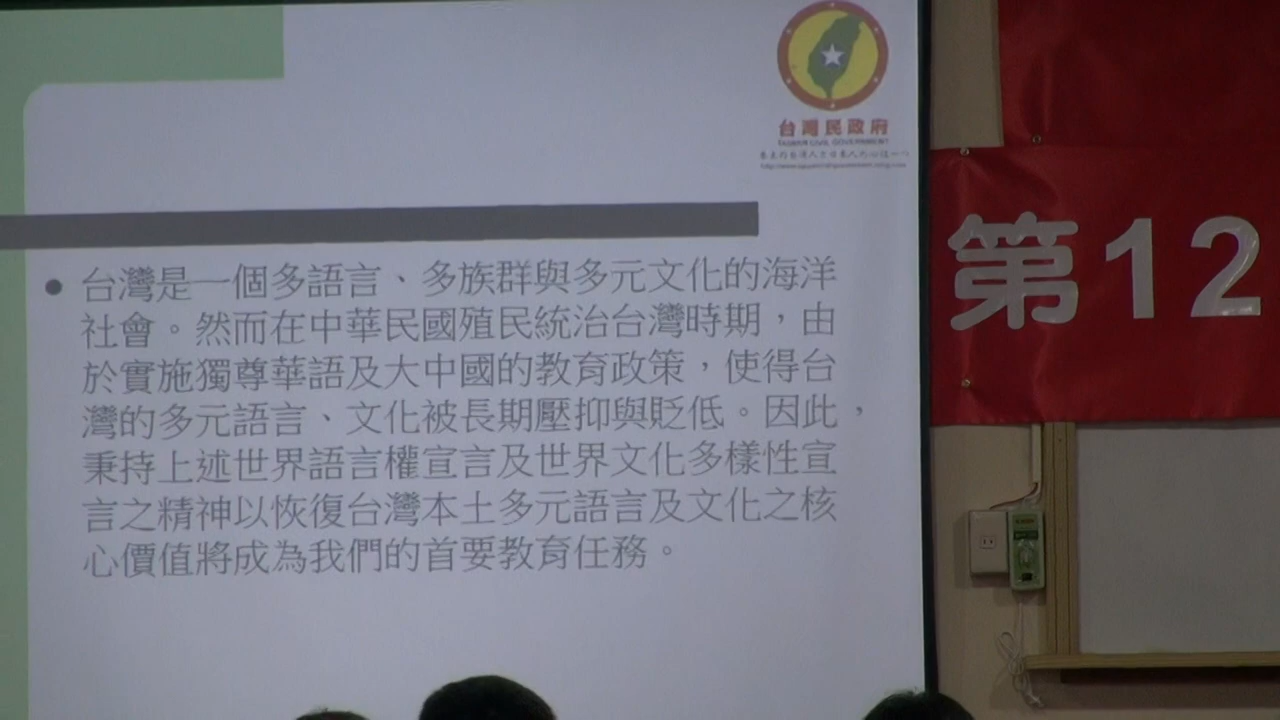 台灣民政府
TAIWAN CIVIL GOVERNMENT
第12
台灣是一個多語言、多族群與多元文化的海洋
社會。然而在中華民國殖民統治台灣時期，由
於實施獨尊華語及大中國的教育政策，使得台
灣的多元語言、文化被長期壓抑與貶低。因此，
秉持上述世界語言權宣言及世界文化多樣性宣
言之精神以恢復台灣本土多元語言及文化之核
心價值將成為我們的首要教育任務。